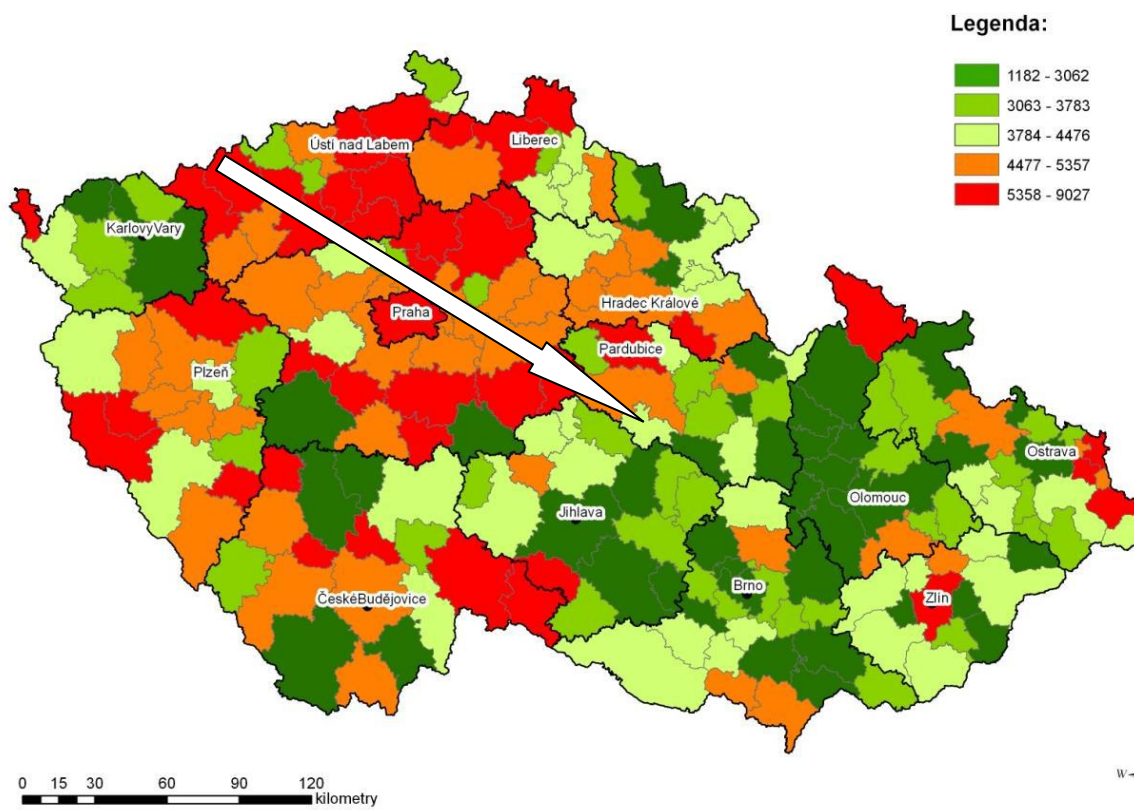 Legenda:
1182 - 3062
3063 - 3783
3784 - 4476
4477 - 5357
5358 - 9027
Liberec
Ústí nad Labem
KarlovyVary
Hradec Králové
Praha
Pardubice
Plzeň
Ostrava
Olomouc
Jihlava
Brno
Zlín
ČeskéBudějovice
0 15 30 60 90 120
kilometry
W